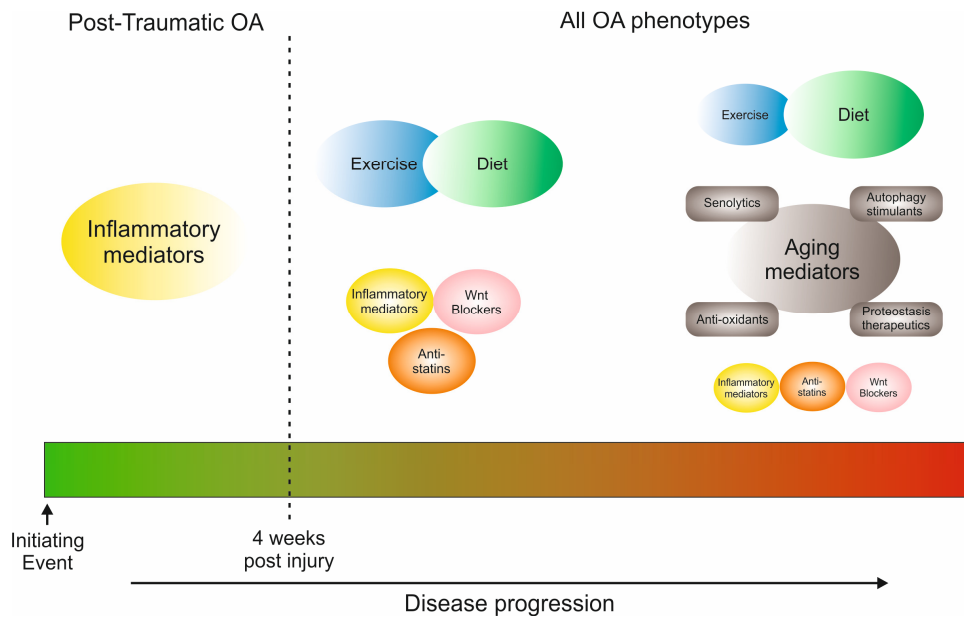 Post-Traumatic OA
All OA phenotypes
Inflammatory
mediators
Exercise
Diet
Inflammatory
mediators
Wnt
Blockers
Anti-
statins
Exercise
Diet
Senolytics
Autophagy
stimulants
Aging
mediators
Anti-oxidants
Proteostasis
therapeutics
Inflammatory
mediators
Anti-
statins
Wnt
Blockers
Initiating
Event
4 weeks
post injury
Disease progression